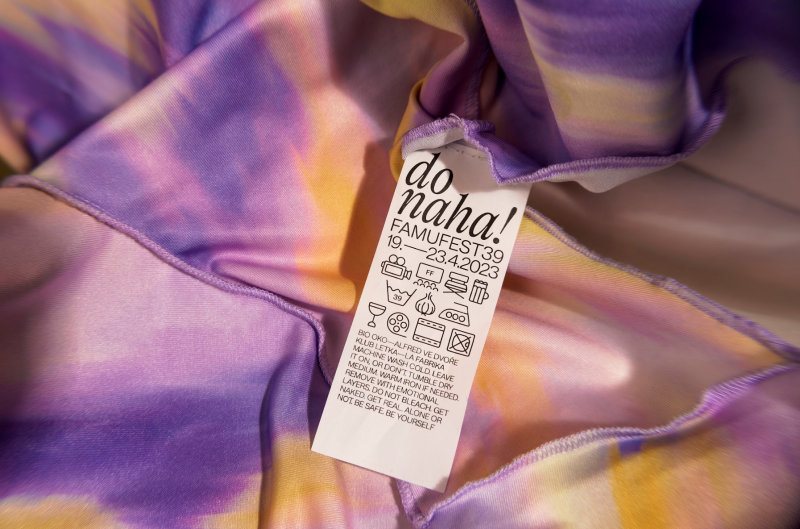 do
naha!
FAMUFEST39
19.—23.4.2023
FF
39
BIO OKO—ALFRED VE DVOŘE
KLUB LETKA—LA FABRIKA
MACHINE WASH COLD. LEAVE
IT ON, OR DON'T. TUMBLE DRY
MEDIUM. WARM IRON IF NEEDED.
REMOVE WITH EMOTIONAL
LAYERS. DO NOT BLEACH. GET
NAKED. GET REAL. ALONE OR
NOT. BE SAFE. BE YOURSELF